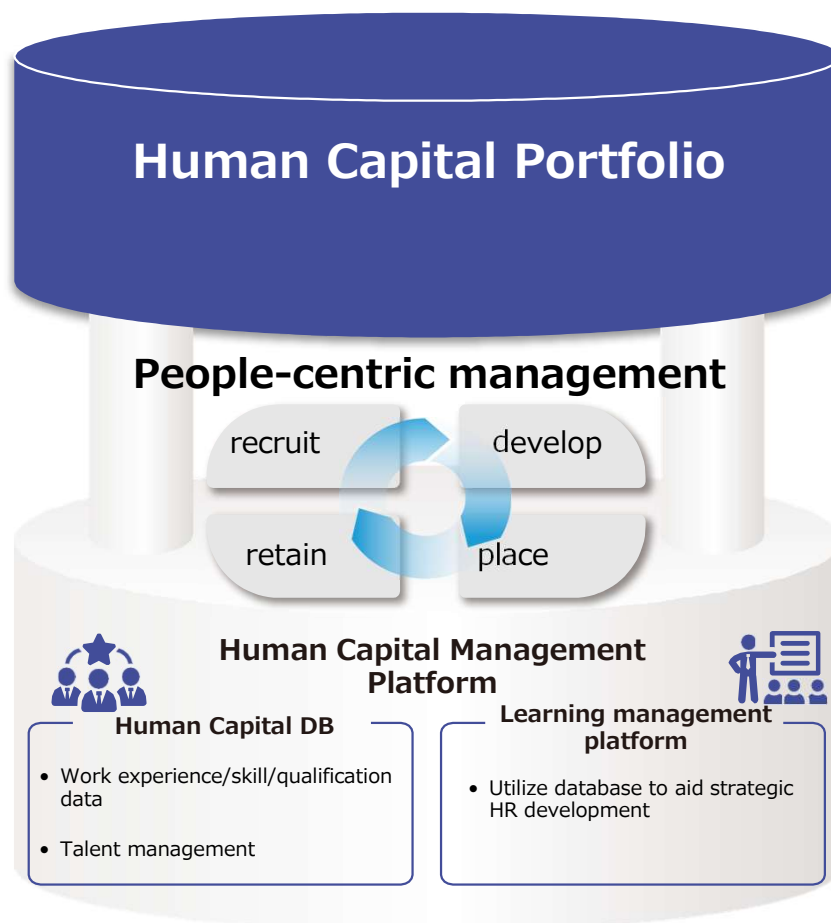 Human Capital Portfolio
People-centric management
recruit
develop
retain
place
Human Capital Management
Platform
Human Capital DB
• Work experience/skill/qualification
data
• Talent management
Learning management
platform
• Utilize database to aid strategic
HR development